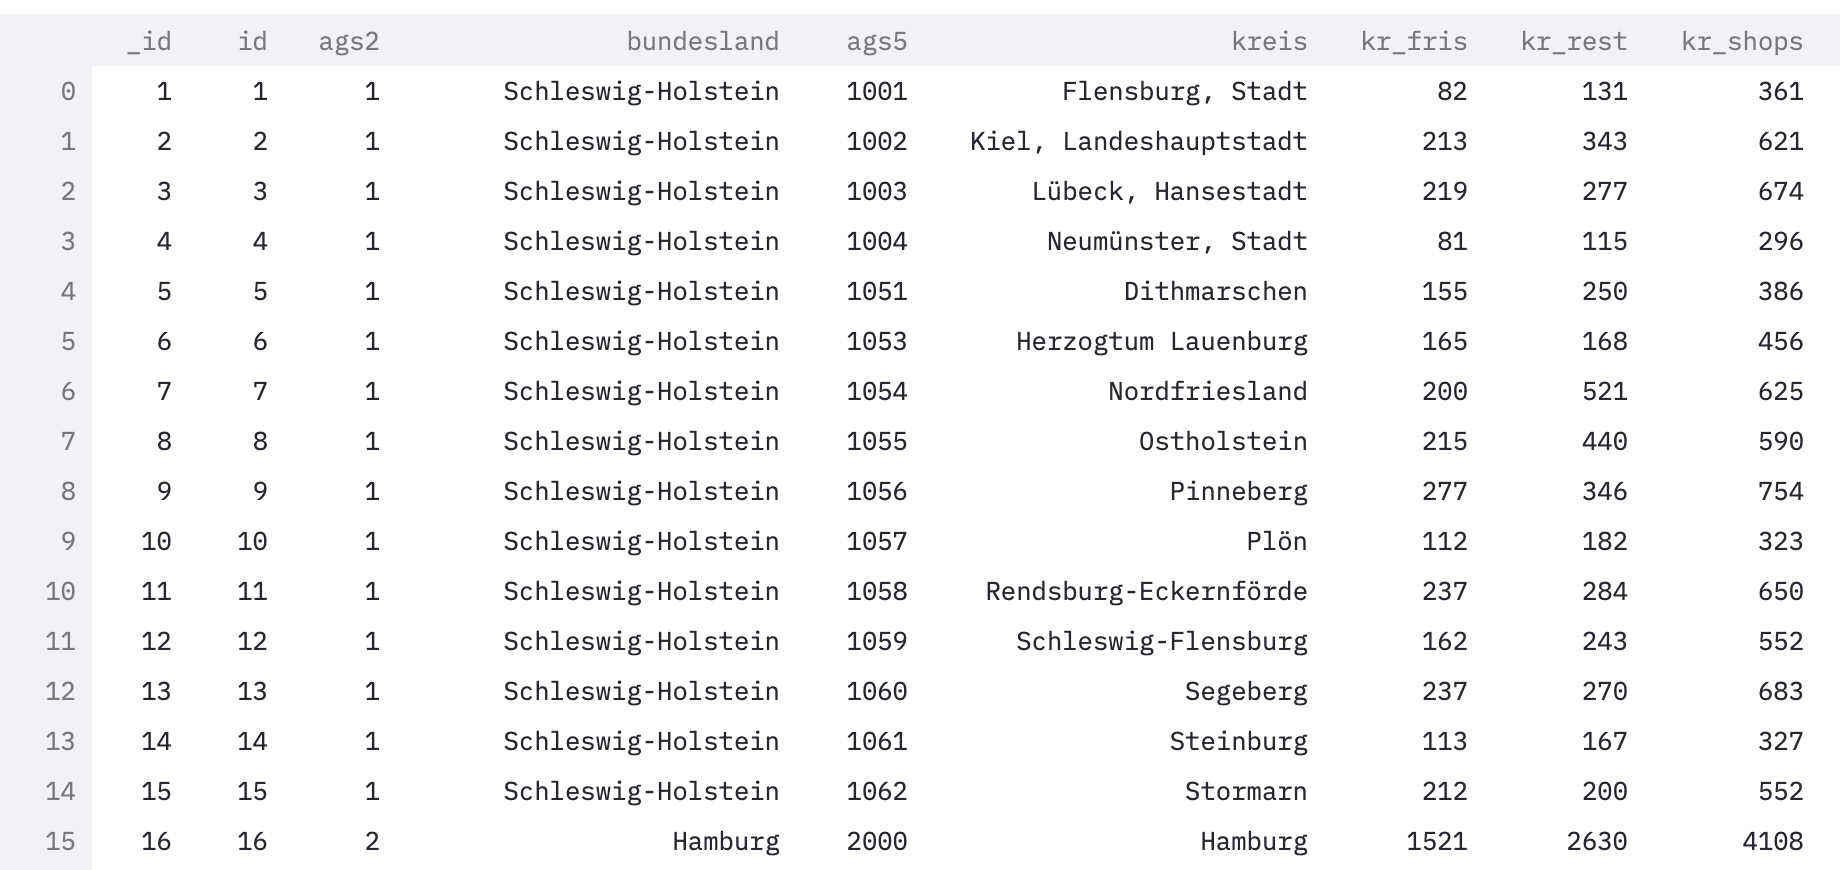 _id id ags2 bundesland ags5 kreis kr_fris kr_rest kr_shops
0 1 1 1 Schleswig-Holstein 1001 Flensburg, Stadt 82 131 361
1 2 2 1 Schleswig-Holstein 1002 Kiel, Landeshauptstadt 213 343 621
2 3 3 1 Schleswig-Holstein 1003 Lübeck, Hansestadt 219 277 674
3 4 4 1 Schleswig-Holstein 1004 Neumünster, Stadt 81 115 296
4 5 5 1 Schleswig-Holstein 1051 Dithmarschen 155 250 386
5 6 6 1 Schleswig-Holstein 1053 Herzogtum Lauenburg 165 168 456
6 7 7 1 Schleswig-Holstein 1054 Nordfriesland 200 521 625
7 8 8 1 Schleswig-Holstein 1055 Ostholstein 215 440 590
8 9 9 1 Schleswig-Holstein 1056 Pinneberg 277 346 754
9 10 10 1 Schleswig-Holstein 1057 Plön 112 182 323
10 11 11 1 Schleswig-Holstein 1058 Rendsburg-Eckernförde 237 284 650
11 12 12 1 Schleswig-Holstein 1059 Schleswig-Flensburg 162 243 552
12 13 13 1 Schleswig-Holstein 1060 Segeberg 237 270 683
13 14 14 1 Schleswig-Holstein 1061 Steinburg 113 167 327
14 15 15 1 Schleswig-Holstein 1062 Stormarn 212 200 552
15 16 16 2 Hamburg 2000 Hamburg 1521 2630 4108